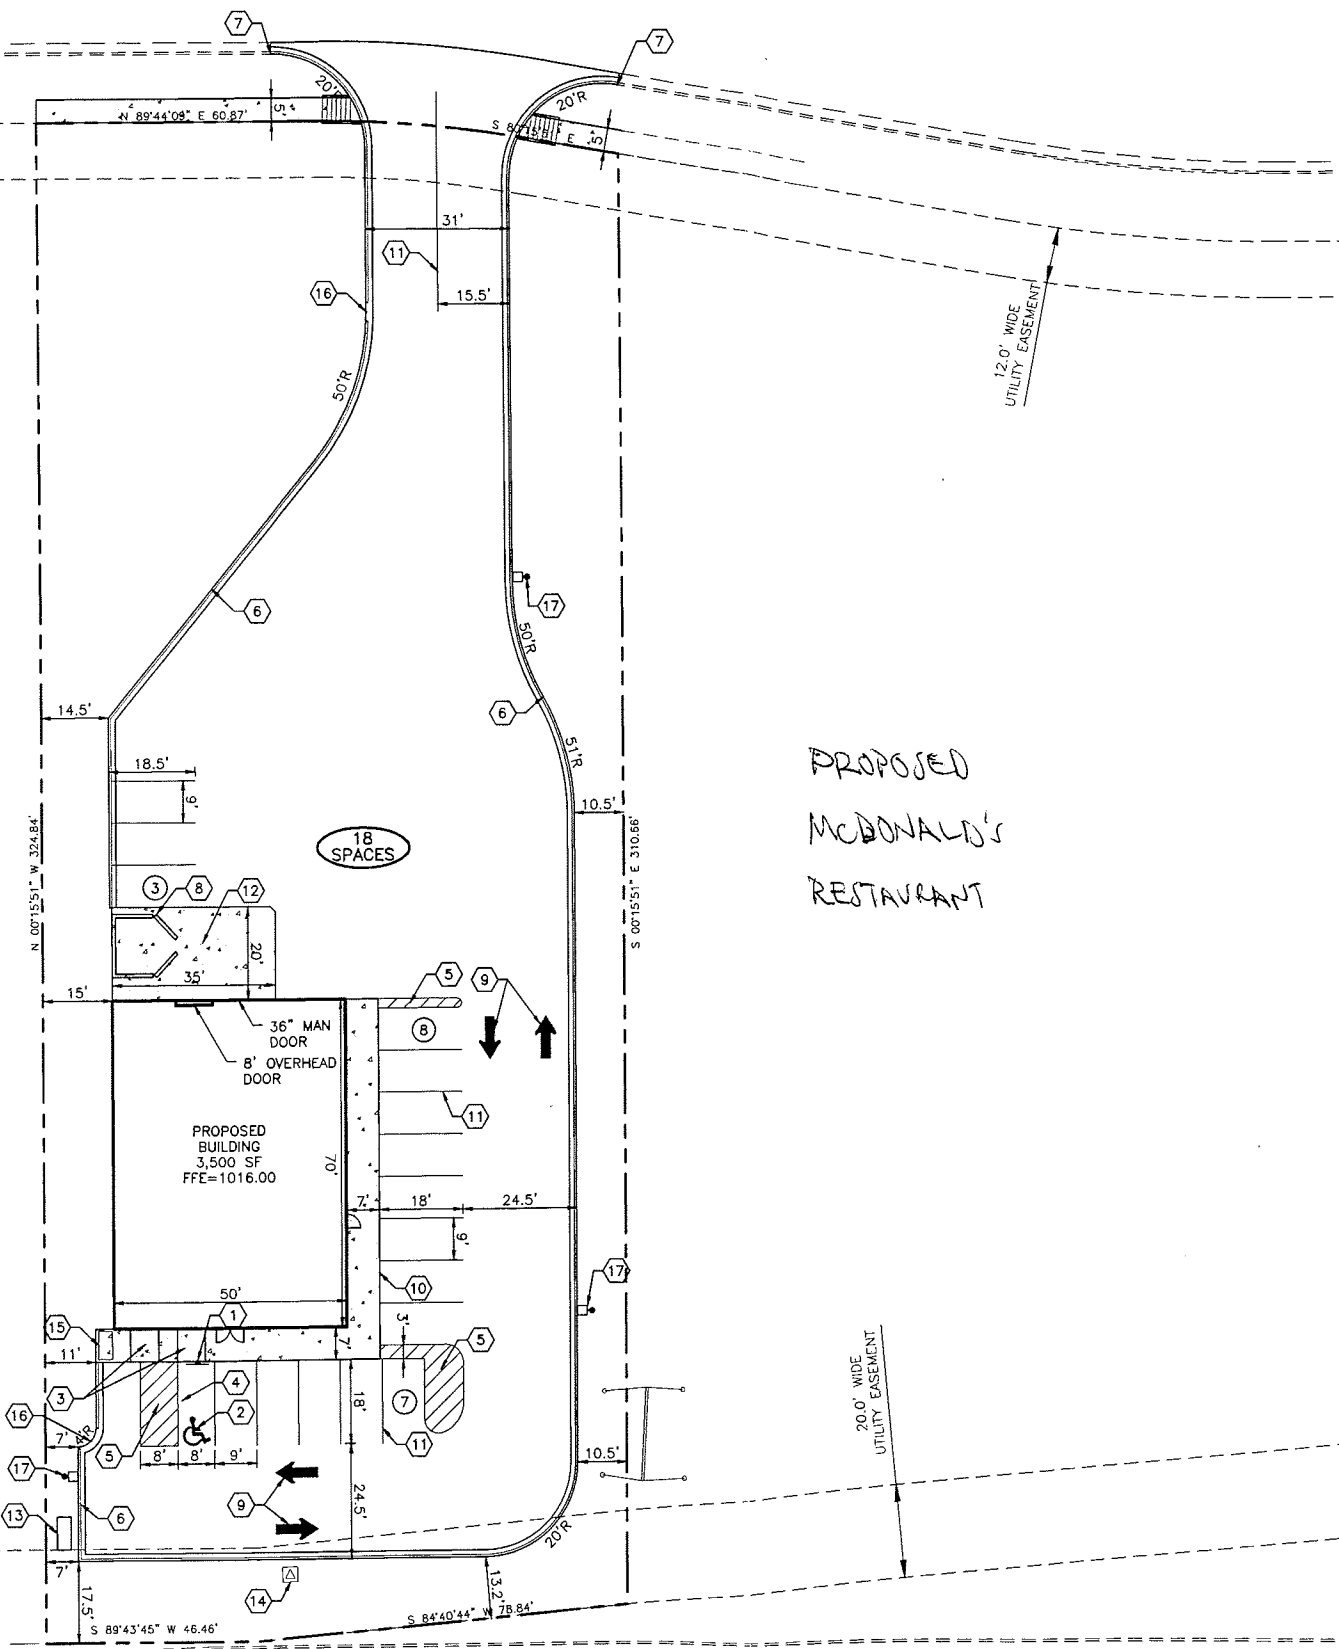 7
7
20'R
20'R
5'
N 89°44'09" E 60.87'
5'
31'
11
16
15.5'
12.0' WIDE
UTILITY EASEMENT
50'R
6
17
50'R
6
51'R
14.5'
18.5'
9'
10.5'
18
SPACES
PROPOSED
McDONALD'S
RESTAURANT
N 00°15'51" W 324.84'
S 00°15'51" E 310.66'
3
8
12
20'
35'
15'
5
9
36" MAN
DOOR
8' OVERHEAD
DOOR
8
11
PROPOSED
BUILDING
3,500 SF
FFE=1016.00
70'
7'
18'
24.5'
9'
10
50'
17
1
15
11'
7'
3'
5
3
4
2
18'
7
11
20.0' WIDE
UTILITY EASEMENT
16
7'
4'R
5
8'
8'
9'
10.5'
17
9
24.5'
13
6
20'R
7'
14
17.5'
13.2'
S 89°43'45" W 46.46'
S 84°40'44" W 78.84'